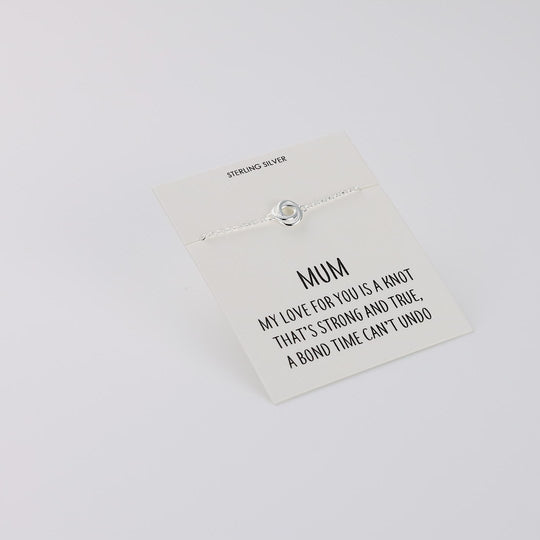 STERLING SILVER
MUM
MY LOVE FOR YOU IS A KNOT
THAT'S STRONG AND TRUE,
A BOND TIME CAN'T UNDO